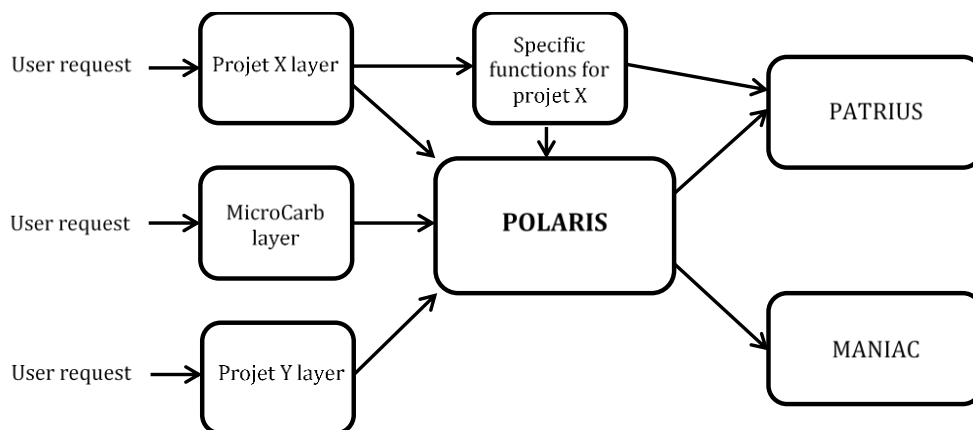 User request
Projet X layer
Specific
functions for
projet X
PATRIUS
User request
MicroCarb
layer
POLARIS
User request
Projet Y layer
MANIAC